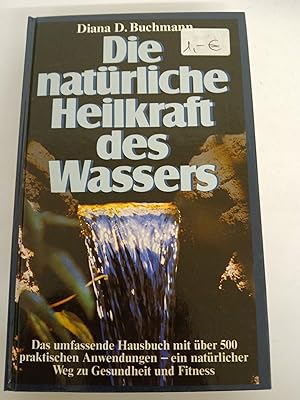 Diana D. Buchmann
1,- €
Die
natürliche
Heilkraft
des
Wassers
Das umfassende Hausbuch mit über 500
praktischen Anwendungen – ein natürlicher
Weg zu Gesundheit und Fitness